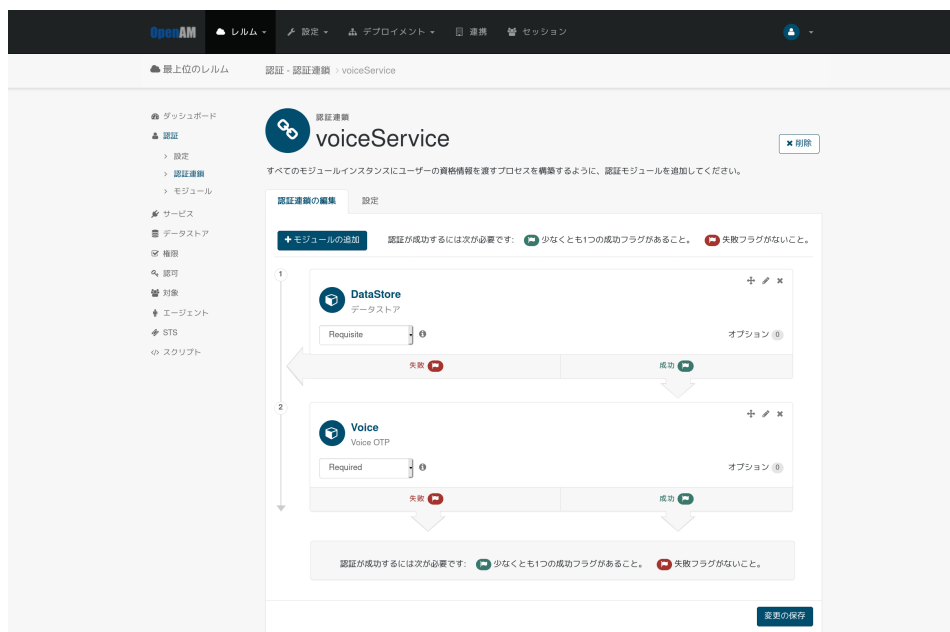 OpenAM レルム 設定 デプロイメント 連携 セッション
最上位のレルム 認証 - 認証連鎖 > voiceService
ダッシュボード
認証
> 設定
> 認証連鎖
> モジュール
サービス
データストア
権限
認可
対象
エージェント
STS
スクリプト
認証連鎖
voiceService
削除
すべてのモジュールインスタンスにユーザーの資格情報を渡すプロセスを構築するように、認証モジュールを追加してください。
認証連鎖の編集 設定
モジュールの追加 認証が成功するには次が必要です: 少なくとも1つの成功フラグがあること。 失敗フラグがないこと。
1
DataStore
データストア
Requisite オプション 0
失敗 成功
2
Voice
Voice OTP
Required オプション 0
失敗 成功
認証が成功するには次が必要です: 少なくとも1つの成功フラグがあること。 失敗フラグがないこと。
変更の保存